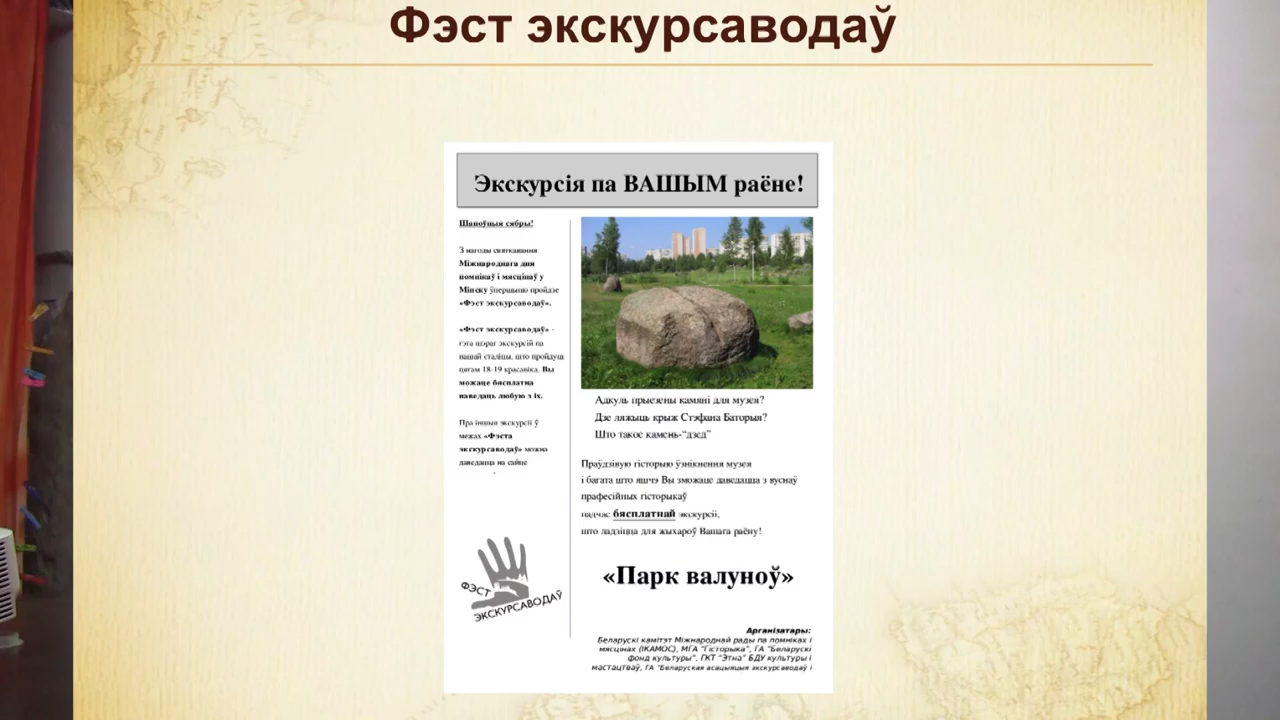 Фэст экскурсаводаў
Экскурсія па ВАШЫМ раёне!
Шаноўныя сябры!
З нагоды святкавання
Міжнароднага дня
помнікаў і мясцінаў у
Мінску ўпершыню пройдзе
«Фэст экскурсаводаў».
«Фэст экскурсаводаў» -
гэта шэраг экскурсій па
нашай сталіцы, што пройдуць
цягам 18-19 красавіка. Вы
можаце бясплатна
наведаць любую з іх.
Пра іншыя экскурсіі ў
межах «Фэста
экскурсаводаў» можна
даведацца на сайце
ФЭСТ
ЭКСКУРСАВОДАЎ
Адкуль прывезены камяні для музея?
Дзе ляжыць крыж Стэфана Баторыя?
Што такое камень-“дзед”
Праўдзівую гісторыю ўзнікнення музея
і багата што яшчэ Вы зможаце даведацца з вуснаў
прафесійных гісторыкаў
падчас бясплатнай экскурсіі,
што ладзіцца для жыхароў Вашага раёну!
«Парк валуноў»
Арганізатары:
Беларускі камітэт Міжнароднай рады па помніках і
мясцінах (ІКАМОС), МГА “Гісторыка”, ГА “Беларускі
фонд культуры”, ГКТ “Этна” БДУ культуры і
мастацтваў, ГА “Беларуская асацыяцыя экскурсаводаў і